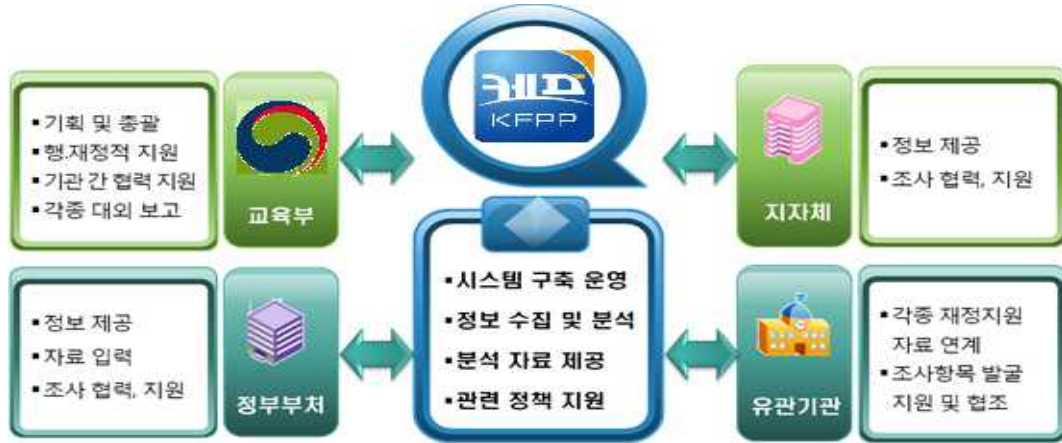 케프
KFPP
▪기획 및 총괄
▪행.재정적 지원
▪기관 간 협력 지원
▪각종 대외 보고
교육부
지자체
▪정보 제공
▪조사 협력, 지원
▪정보 제공
▪자료 입력
▪조사 협력, 지원
정부부처
▪시스템 구축 운영
▪정보 수집 및 분석
▪분석 자료 제공
▪관련 정책 지원
유관기관
▪각종 재정지원
자료 연계
▪조사항목 발굴
지원 및 협조